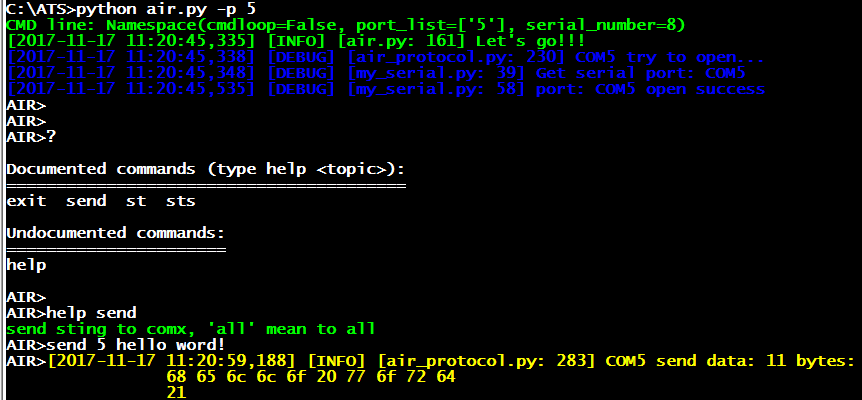 C:\ATS>python air.py -p 5
CMD line: Namespace(cmdloop=False, port_list=['5'], serial_number=8)
[2017-11-17 11:20:45,335] [INFO] [air.py: 161] Let's go!!!
[2017-11-17 11:20:45,338] [DEBUG] [air_protocol.py: 230] COM5 try to open...
[2017-11-17 11:20:45,348] [DEBUG] [my_serial.py: 39] Get serial port: COM5
[2017-11-17 11:20:45,535] [DEBUG] [my_serial.py: 58] port: COM5 open success
AIR>
AIR>
AIR>?
Documented commands (type help <topic>):
========================================
exit  send  st  sts
Undocumented commands:
======================
help
AIR>
AIR>help send
send sting to comx, 'all' mean to all
AIR>send 5 hello word!
AIR>[2017-11-17 11:20:59,188] [INFO] [air_protocol.py: 283] COM5 send data: 11 bytes:
68 65 6c 6c 6f 20 77 6f 72 64
21